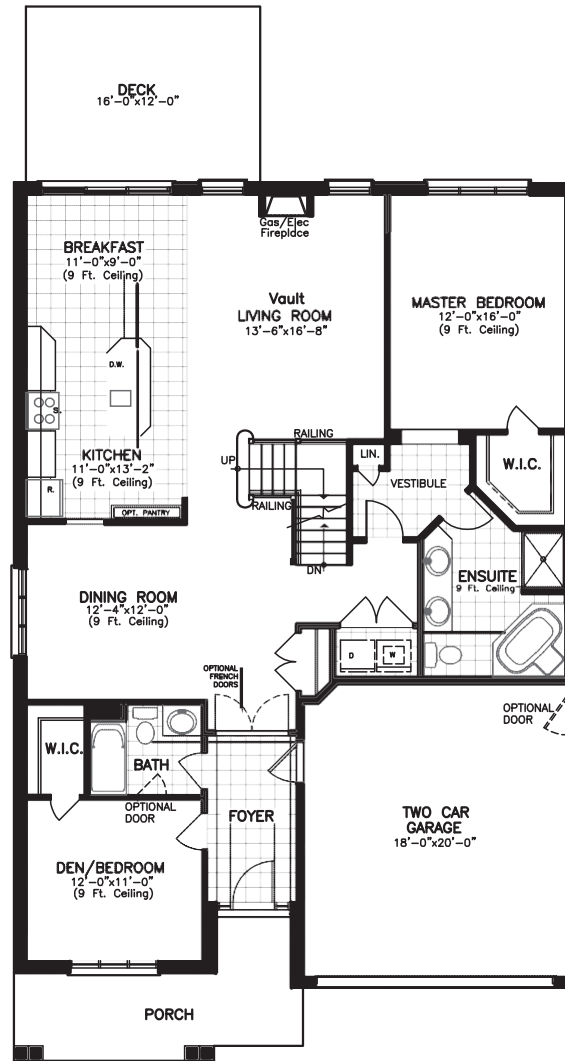 DECK
16'-0"x12'-0"
Gas/Elec
Fireplace
BREAKFAST
11'-0"x9'-0"
(9 Ft. Ceiling)
Vault
LIVING ROOM
13'-6"x16'-8"
MASTER BEDROOM
12'-0"x16'-0"
(9 Ft. Ceiling)
D.W.
S.
KITCHEN
11'-0"x13'-2"
(9 Ft. Ceiling)
R.
OPT. PANTRY
RAILING
UP
RAILING
DN
LIN.
VESTIBULE
W.I.C.
ENSUITE
9 Ft. Ceiling
DINING ROOM
12'-4"x12'-0"
(9 Ft. Ceiling)
OPTIONAL
FRENCH
DOORS
D
W
OPTIONAL
DOOR
W.I.C.
BATH
OPTIONAL
DOOR
FOYER
TWO CAR
GARAGE
18'-0"x20'-0"
DEN/BEDROOM
12'-0"x11'-0"
(9 Ft. Ceiling)
PORCH